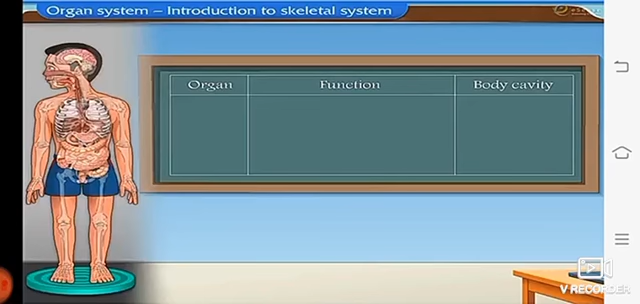 Organ system – Introduction to skeletal system
Organ
Function
Body cavity
V RECORDER